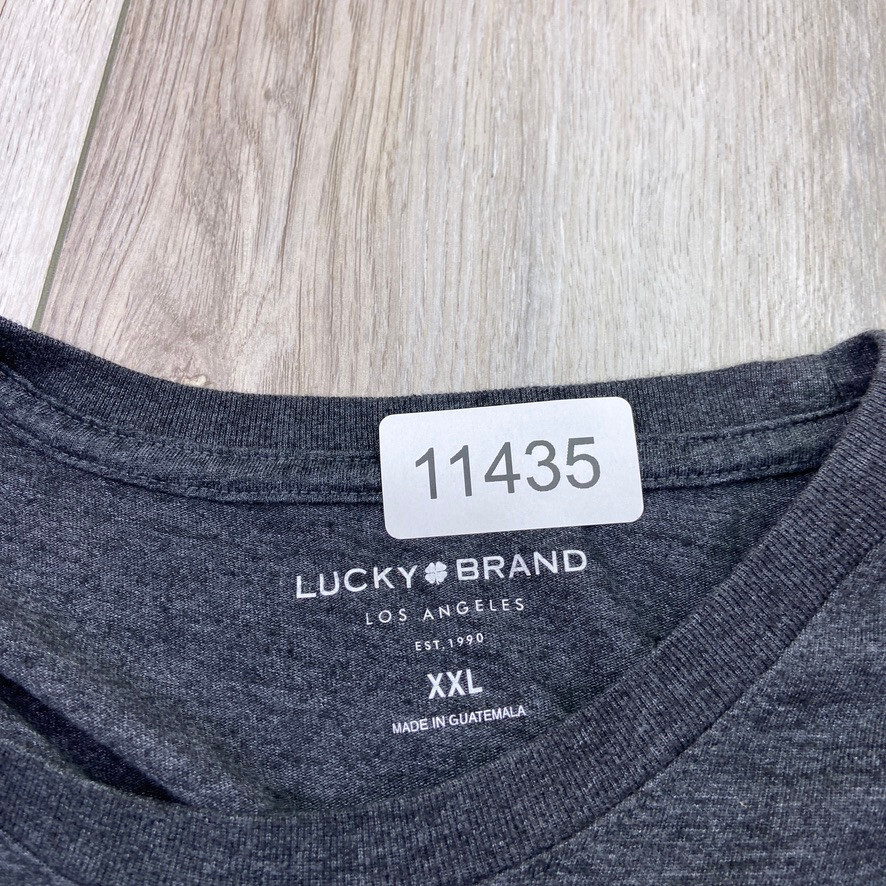 11435
LUCKY BRAND
LOS ANGELES
EST. 1990
XXL
MADE IN GUATEMALA